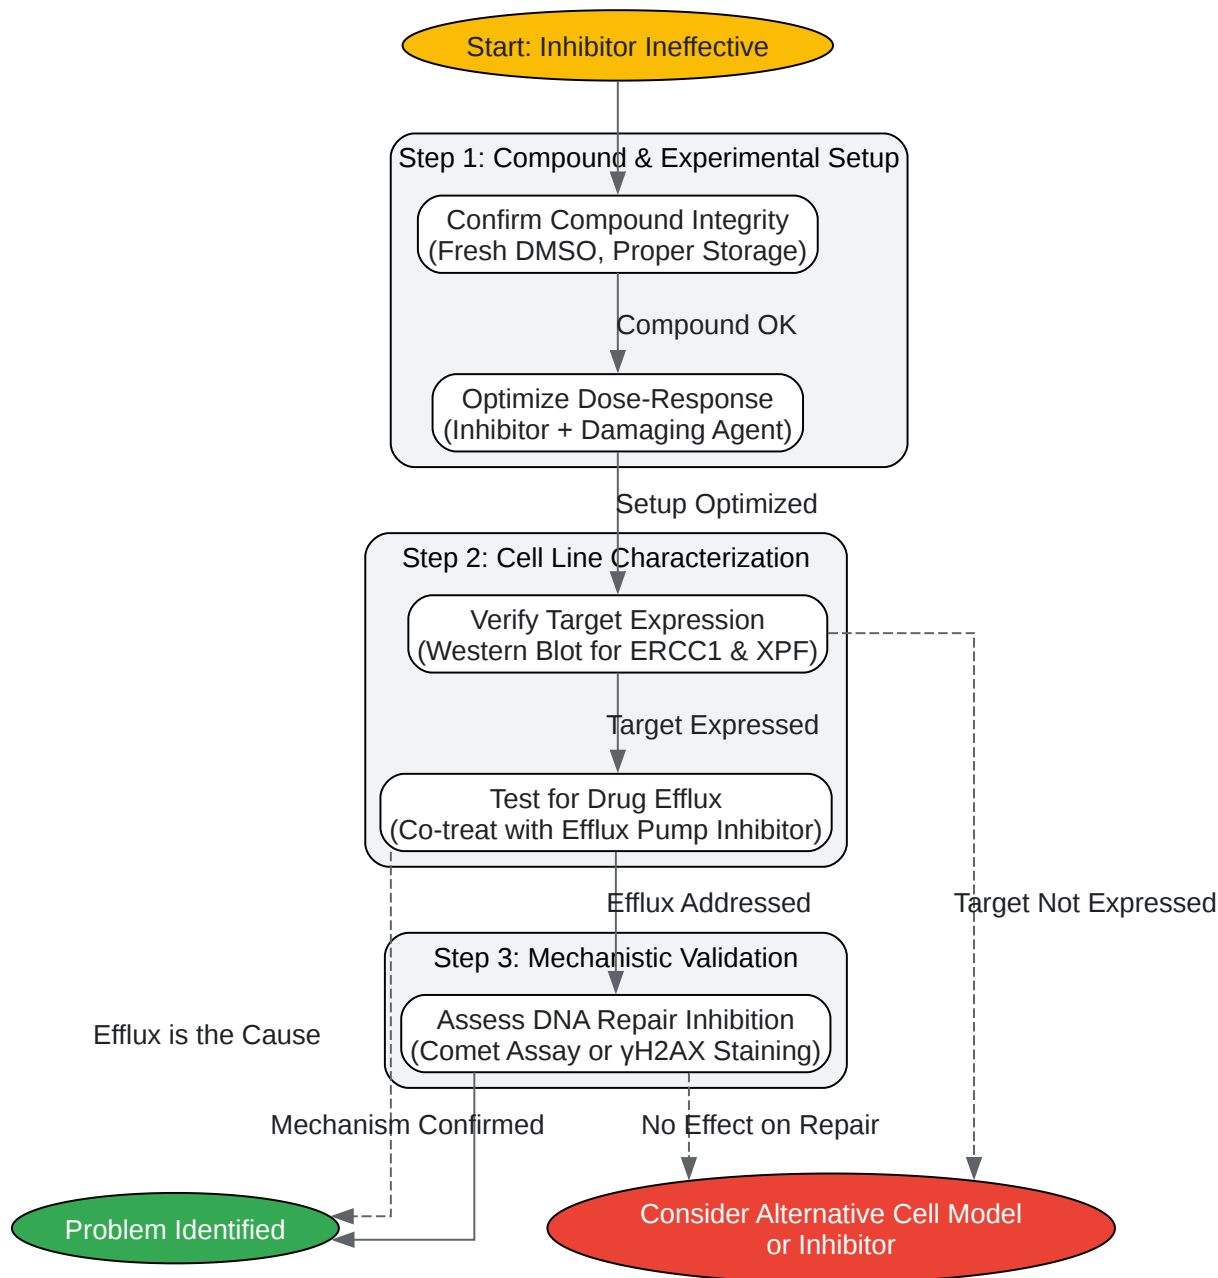 Start: Inhibitor Ineffective
Step 1: Compound & Experimental Setup
Confirm Compound Integrity
(Fresh DMSO, Proper Storage)
Compound OK
Optimize Dose-Response
(Inhibitor + Damaging Agent)
Setup Optimized
Step 2: Cell Line Characterization
Verify Target Expression
(Western Blot for ERCC1 & XPF)
Target Expressed
Test for Drug Efflux
(Co-treat with Efflux Pump Inhibitor)
Efflux Addressed
Target Not Expressed
Step 3: Mechanistic Validation
Assess DNA Repair Inhibition
(Comet Assay or γH2AX Staining)
Efflux is the Cause
Mechanism Confirmed
No Effect on Repair
Problem Identified
Consider Alternative Cell Model
or Inhibitor